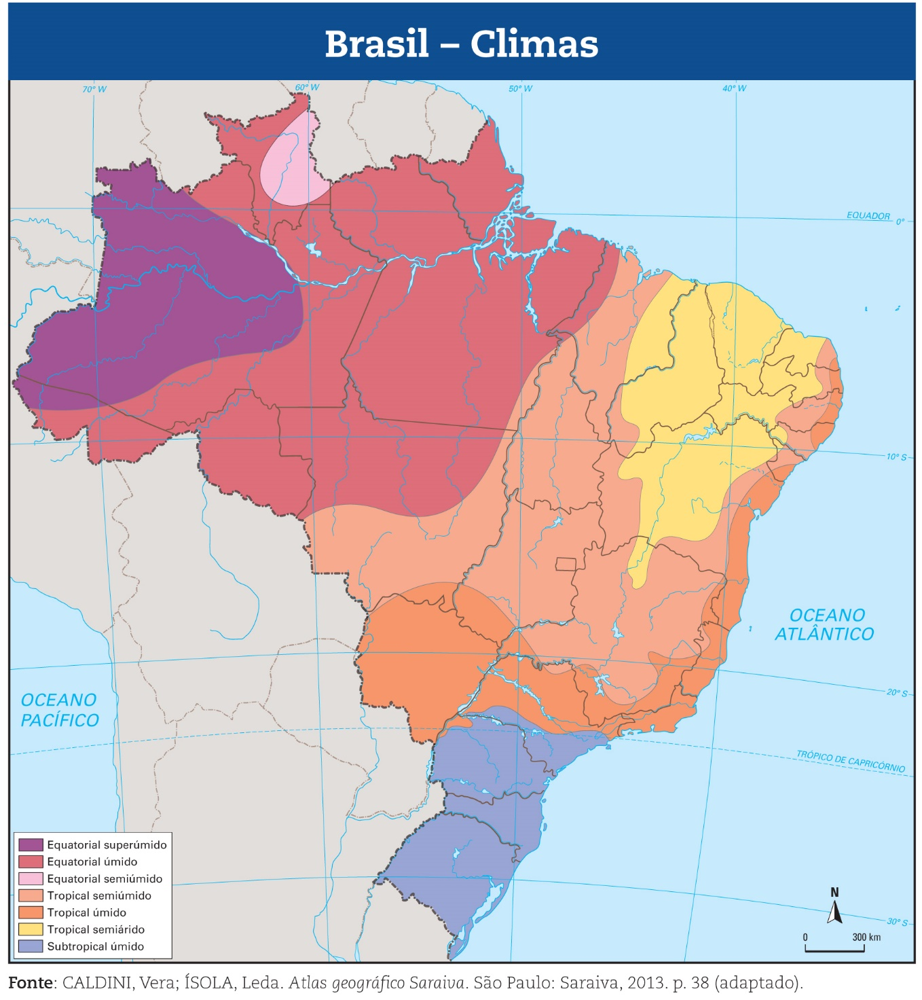 Brasil – Climas
70° W
60° W
50° W
40° W
EQUADOR
0°
10° S
OCEANO
ATLÂNTICO
20° S
OCEANO
PACÍFICO
TRÓPICO DE CAPRICÓRNIO
Equatorial superúmido
Equatorial úmido
Equatorial semiúmido
Tropical semiúmido
Tropical úmido
Tropical semiárido
Subtropical úmido
N
30° S
0 300 km
Fonte: CALDINI, Vera; ÍSOLA, Leda. Atlas geográfico Saraiva. São Paulo: Saraiva, 2013. p. 38 (adaptado).